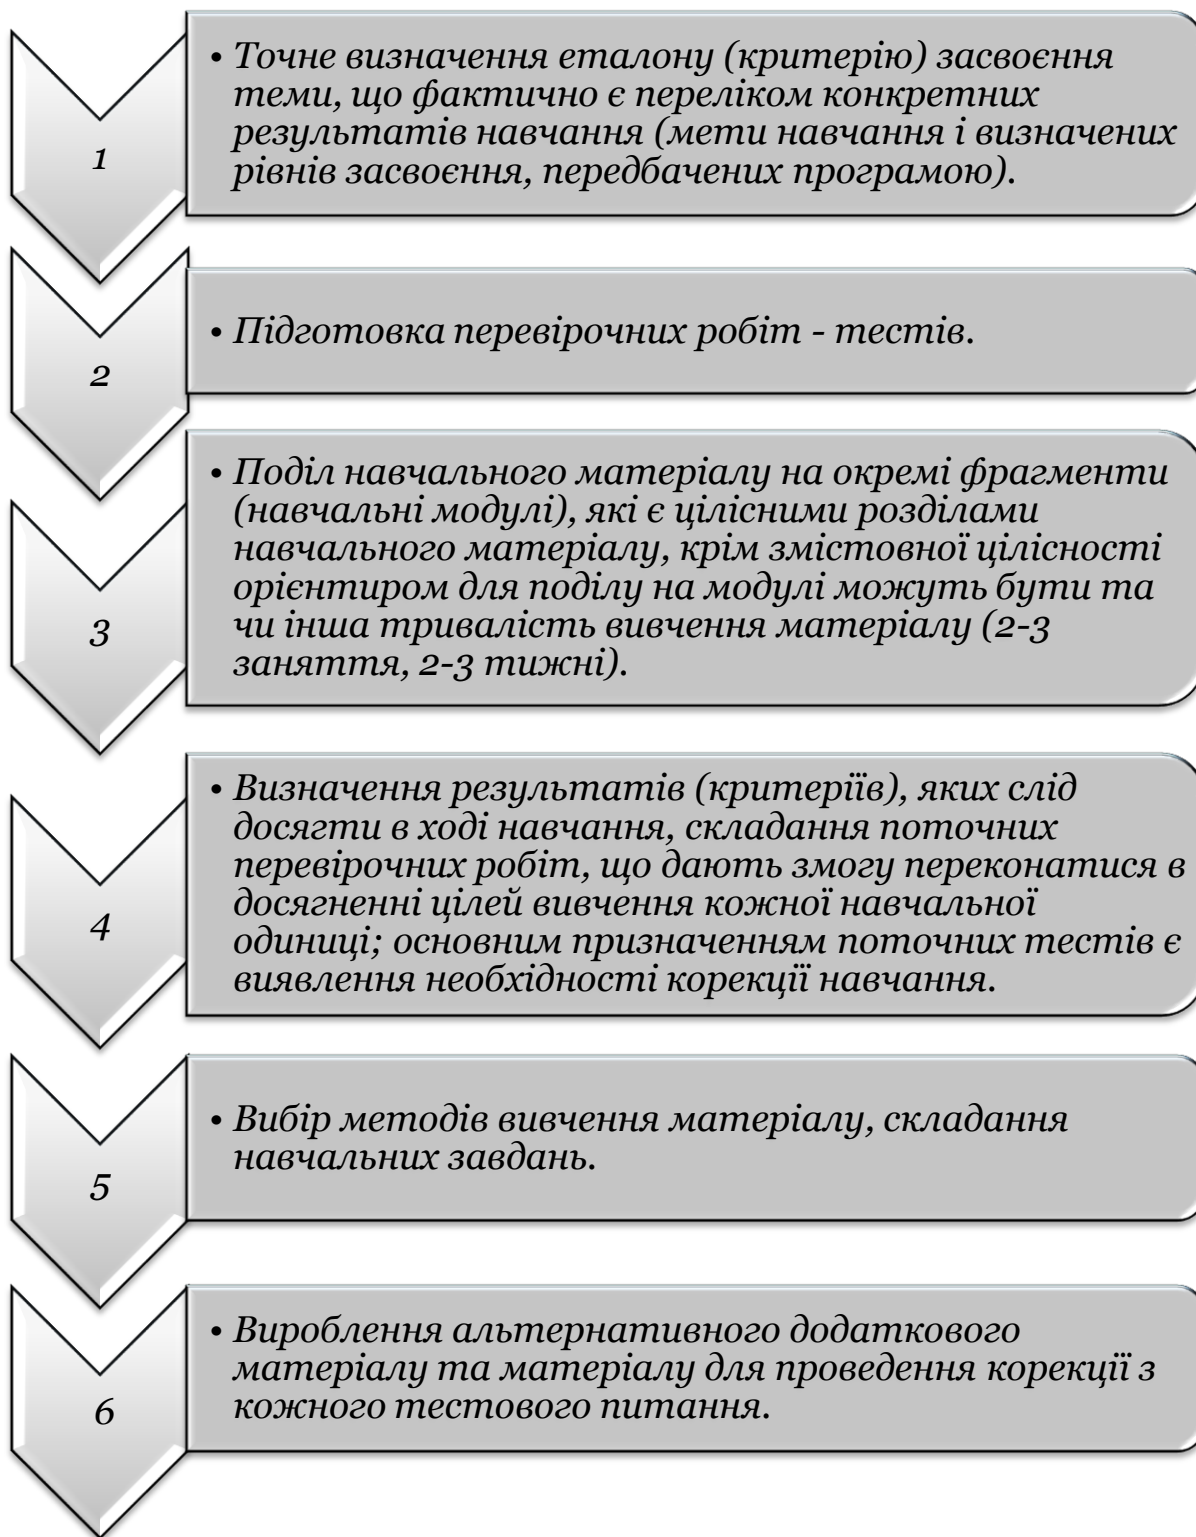 1
• Точне визначення еталону (критерію) засвоєння
теми, що фактично є переліком конкретних
результатів навчання (мети навчання і визначених
рівнів засвоєння, передбачених програмою).
2
• Підготовка перевірочних робіт - тестів.
3
• Поділ навчального матеріалу на окремі фрагменти
(навчальні модулі), які є цілісними розділами
навчального матеріалу, крім змістовної цілісності
орієнтиром для поділу на модулі можуть бути та
чи інша тривалість вивчення матеріалу (2-3
заняття, 2-3 тижні).
4
• Визначення результатів (критеріїв), яких слід
досягти в ході навчання, складання поточних
перевірочних робіт, що дають змогу переконатися в
досягненні цілей вивчення кожної навчальної
одиниці; основним призначенням поточних тестів є
виявлення необхідності корекції навчання.
5
• Вибір методів вивчення матеріалу, складання
навчальних завдань.
6
• Вироблення альтернативного додаткового
матеріалу та матеріалу для проведення корекції з
кожного тестового питання.